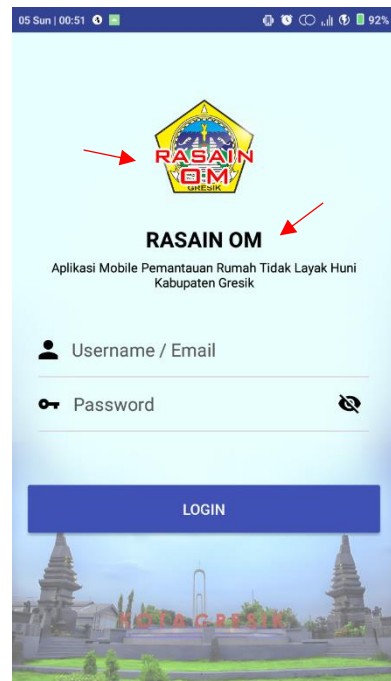 05 Sun | 00:51
92%
RASAIN
OM
GRESIK
RASAIN OM
Aplikasi Mobile Pemantauan Rumah Tidak Layak Huni
Kabupaten Gresik
Username / Email
Password
LOGIN
KOTA GRESIK